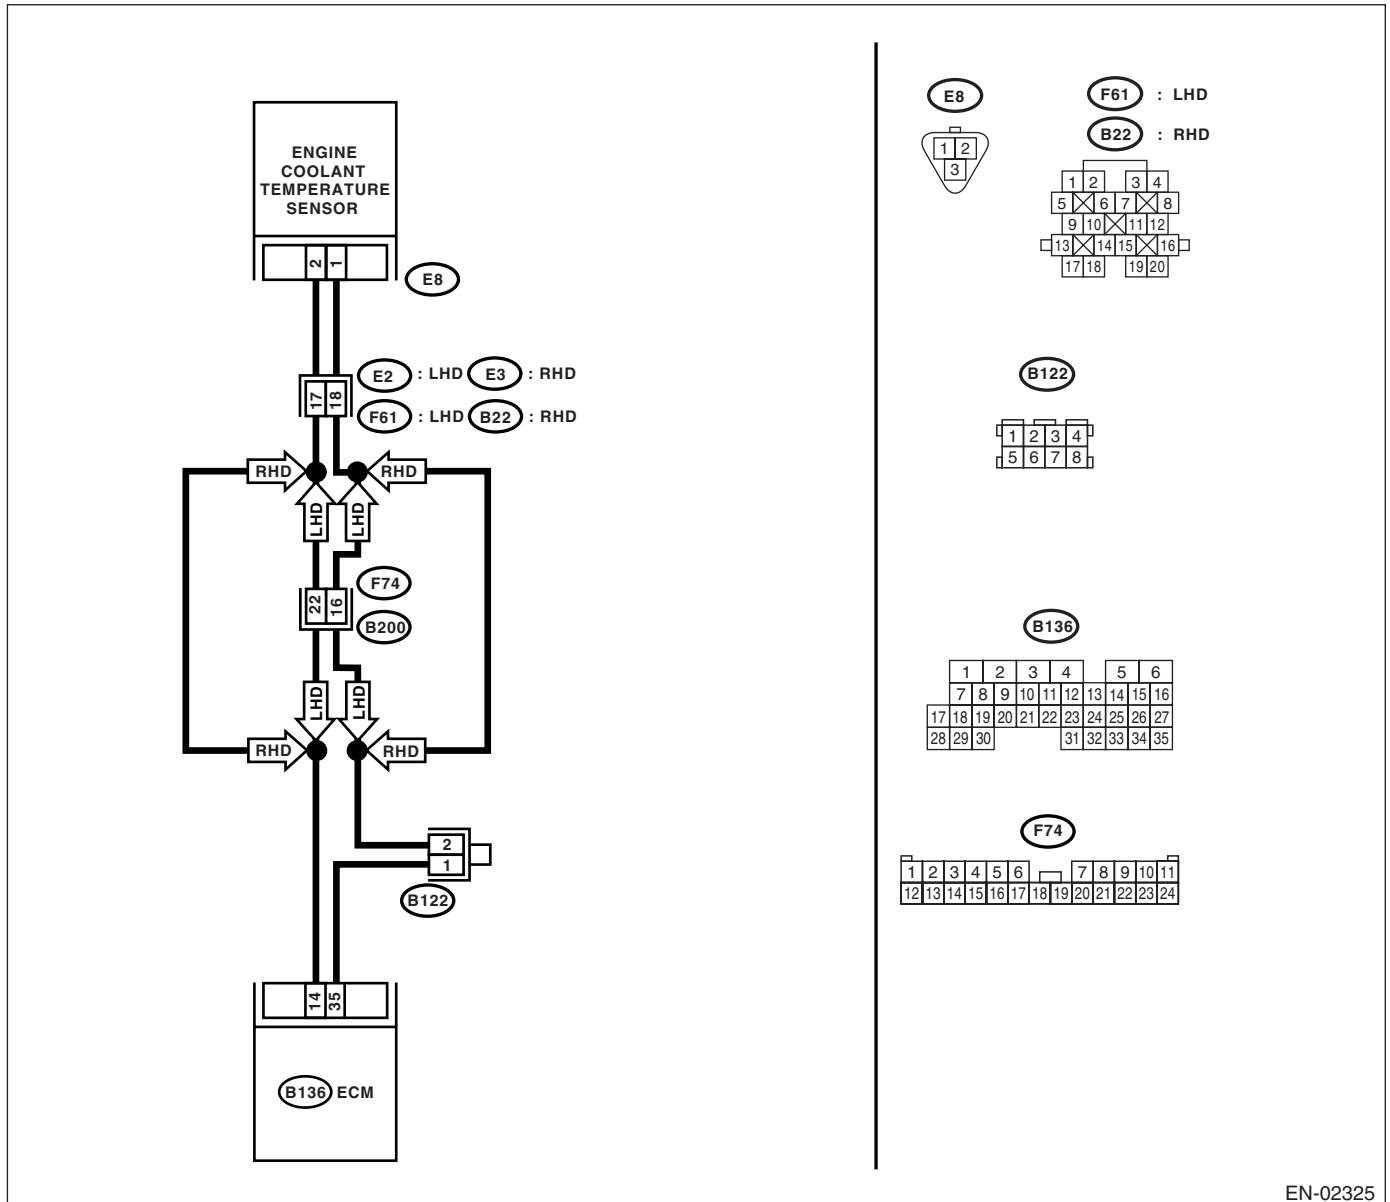 ENGINE
COOLANT
TEMPERATURE
SENSOR
2 1
E8
E2 : LHD E3 : RHD
17 18
F61 : LHD B22 : RHD
RHD RHD
LHD LHD
F74
22 16
B200
LHD LHD
RHD RHD
2
1
B122
14 35
B136 ECM
E8
1 2
3
F61 : LHD
B22 : RHD
1 2 3 4
5 6 7 8
9 10 11 12
13 14 15 16
17 18 19 20
B122
1 2 3 4
5 6 7 8
B136
1 2 3 4 5 6
7 8 9 10 11 12 13 14 15 16
17 18 19 20 21 22 23 24 25 26 27
28 29 30 31 32 33 34 35
F74
1 2 3 4 5 6 7 8 9 10 11
12 13 14 15 16 17 18 19 20 21 22 23 24
EN-02325